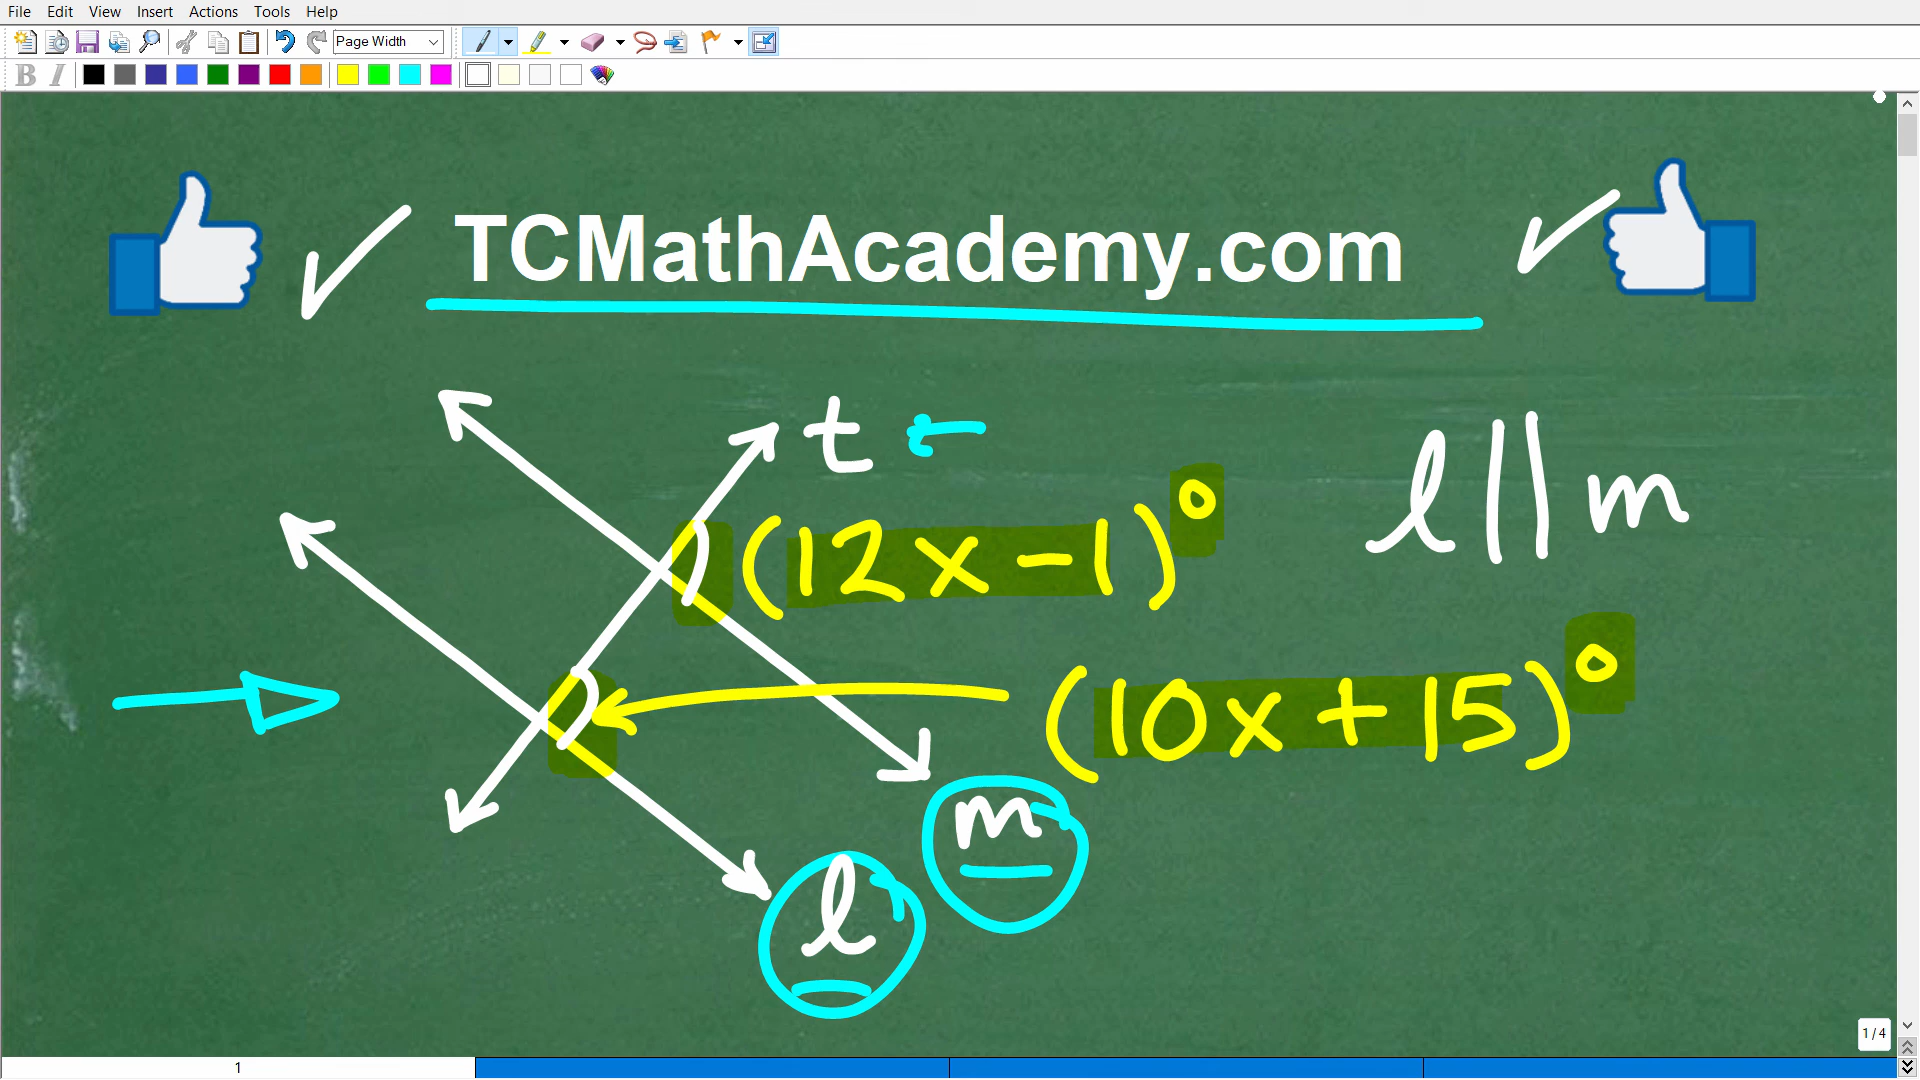 File Edit View Insert Actions Tools Help
Page Width
B I
TCMathAcademy.com
t
(12x-1)°
l||m
(10x+15)°
m
l
1/4
1